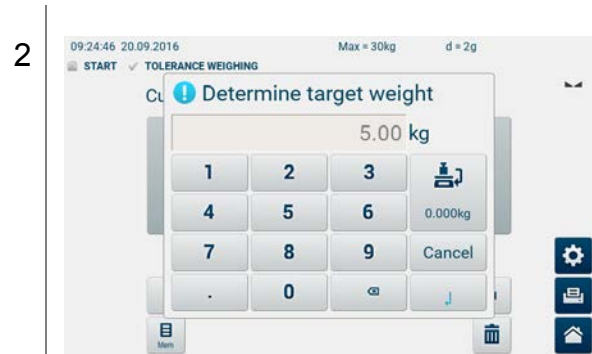 2
09:24:46 20.09.2016 Max = 30kg d = 2g
START TOLERANCE WEIGHING
Cu
Determine target weight
5.00 kg
1 2 3
4 5 6 0.000kg
7 8 9 Cancel
. 0
Mem